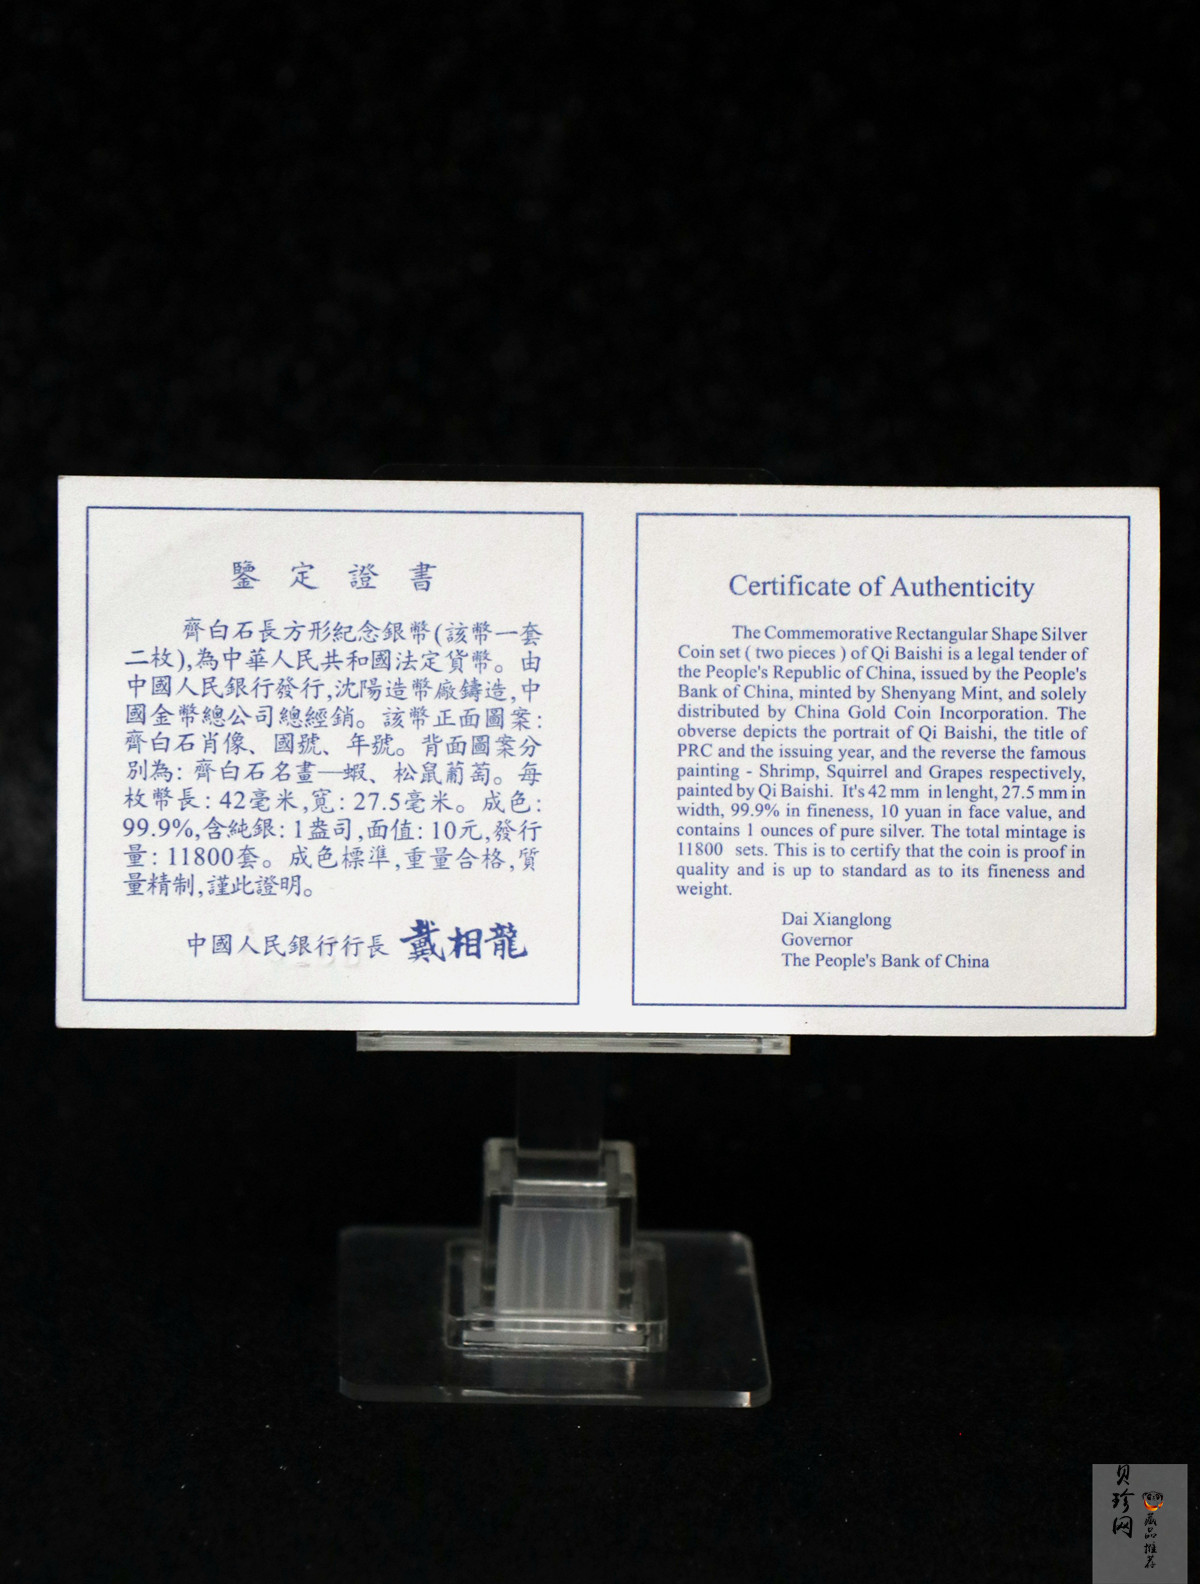 鑒定證書
齊白石長方形紀念銀幣(該幣一套
二枚),為中華人民共和國法定貨幣。由
中國人民銀行發行,沈陽造幣廠鑄造,中
國金幣總公司總經銷。該幣正面圖案:
齊白石肖像、國號、年號。背面圖案分
別為:齊白石名畫—蝦、松鼠葡萄。每
枚幣長:42毫米,寬:27.5毫米。成色:
99.9%,含純銀:1盎司,面值:10元,發行
量:11800套。成色標準,重量合格,質
量精制,謹此證明。
中國人民銀行行長 戴相龍
Certificate of Authenticity
The Commemorative Rectangular Shape Silver
Coin set ( two pieces ) of Qi Baishi is a legal tender of
the People's Republic of China, issued by the People's
Bank of China, minted by Shenyang Mint, and solely
distributed by China Gold Coin Incorporation. The
obverse depicts the portrait of Qi Baishi, the title of
PRC and the issuing year, and the reverse the famous
painting - Shrimp, Squirrel and Grapes respectively,
painted by Qi Baishi. It's 42 mm in lenght, 27.5 mm in
width, 99.9% in fineness, 10 yuan in face value, and
contains 1 ounces of pure silver. The total mintage is
11800 sets. This is to certify that the coin is proof in
quality and is up to standard as to its fineness and
weight.
Dai Xianglong
Governor
The People's Bank of China
贝珍网
藏品推荐